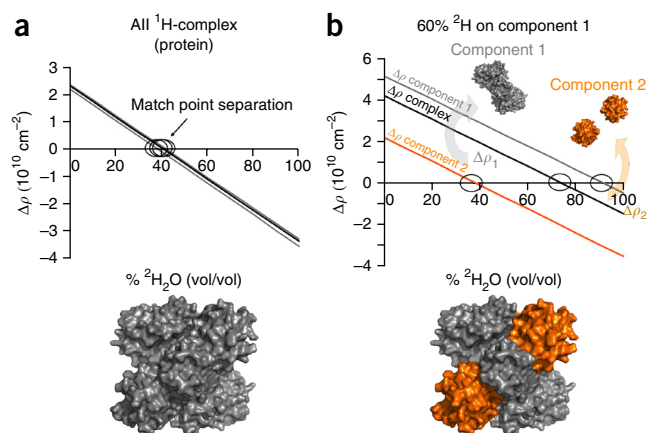 a
All ¹H-complex
(protein)
Match point separation
3
2
1
0
−1
−2
−3
−4
0 20 40 60 80 100
Δρ (10¹⁰ cm⁻²)
% ²H₂O (vol/vol)
b
60% ²H on component 1
Component 1
Component 2
Δρ component 1
Δρ complex
Δρ component 2
Δρ₁
Δρ₂
6
4
2
0
−2
−4
0 20 40 60 80 100
Δρ (10¹⁰ cm⁻²)
% ²H₂O (vol/vol)